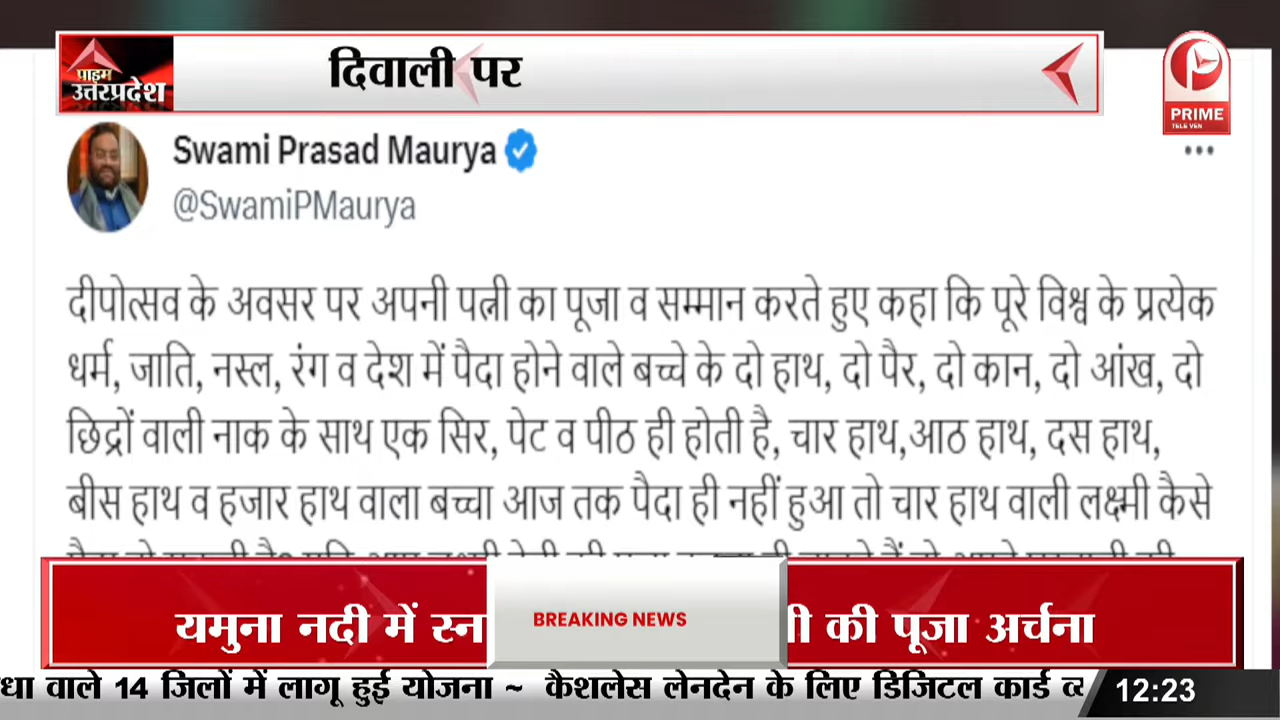 दिवाली पर
प्राइम
उत्तरप्रदेश
PRIME
TELE VEN
Swami Prasad Maurya
@SwamiPMaurya
दीपोत्सव के अवसर पर अपनी पत्नी का पूजा व सम्मान करते हुए कहा कि पूरे विश्व के प्रत्येक
धर्म, जाति, नस्ल, रंग व देश में पैदा होने वाले बच्चे के दो हाथ, दो पैर, दो कान, दो आंख, दो
छिद्रों वाली नाक के साथ एक सिर, पेट व पीठ ही होती है, चार हाथ,आठ हाथ, दस हाथ,
बीस हाथ व हजार हाथ वाला बच्चा आज तक पैदा ही नहीं हुआ तो चार हाथ वाली लक्ष्मी कैसे
यमुना नदी में की पूजा अर्चना
BREAKING NEWS
वाले 14 जिलों में लागू हुई योजना ~ कैशलेस लेनदेन के लिए डिजिटल कार्ड
12:23